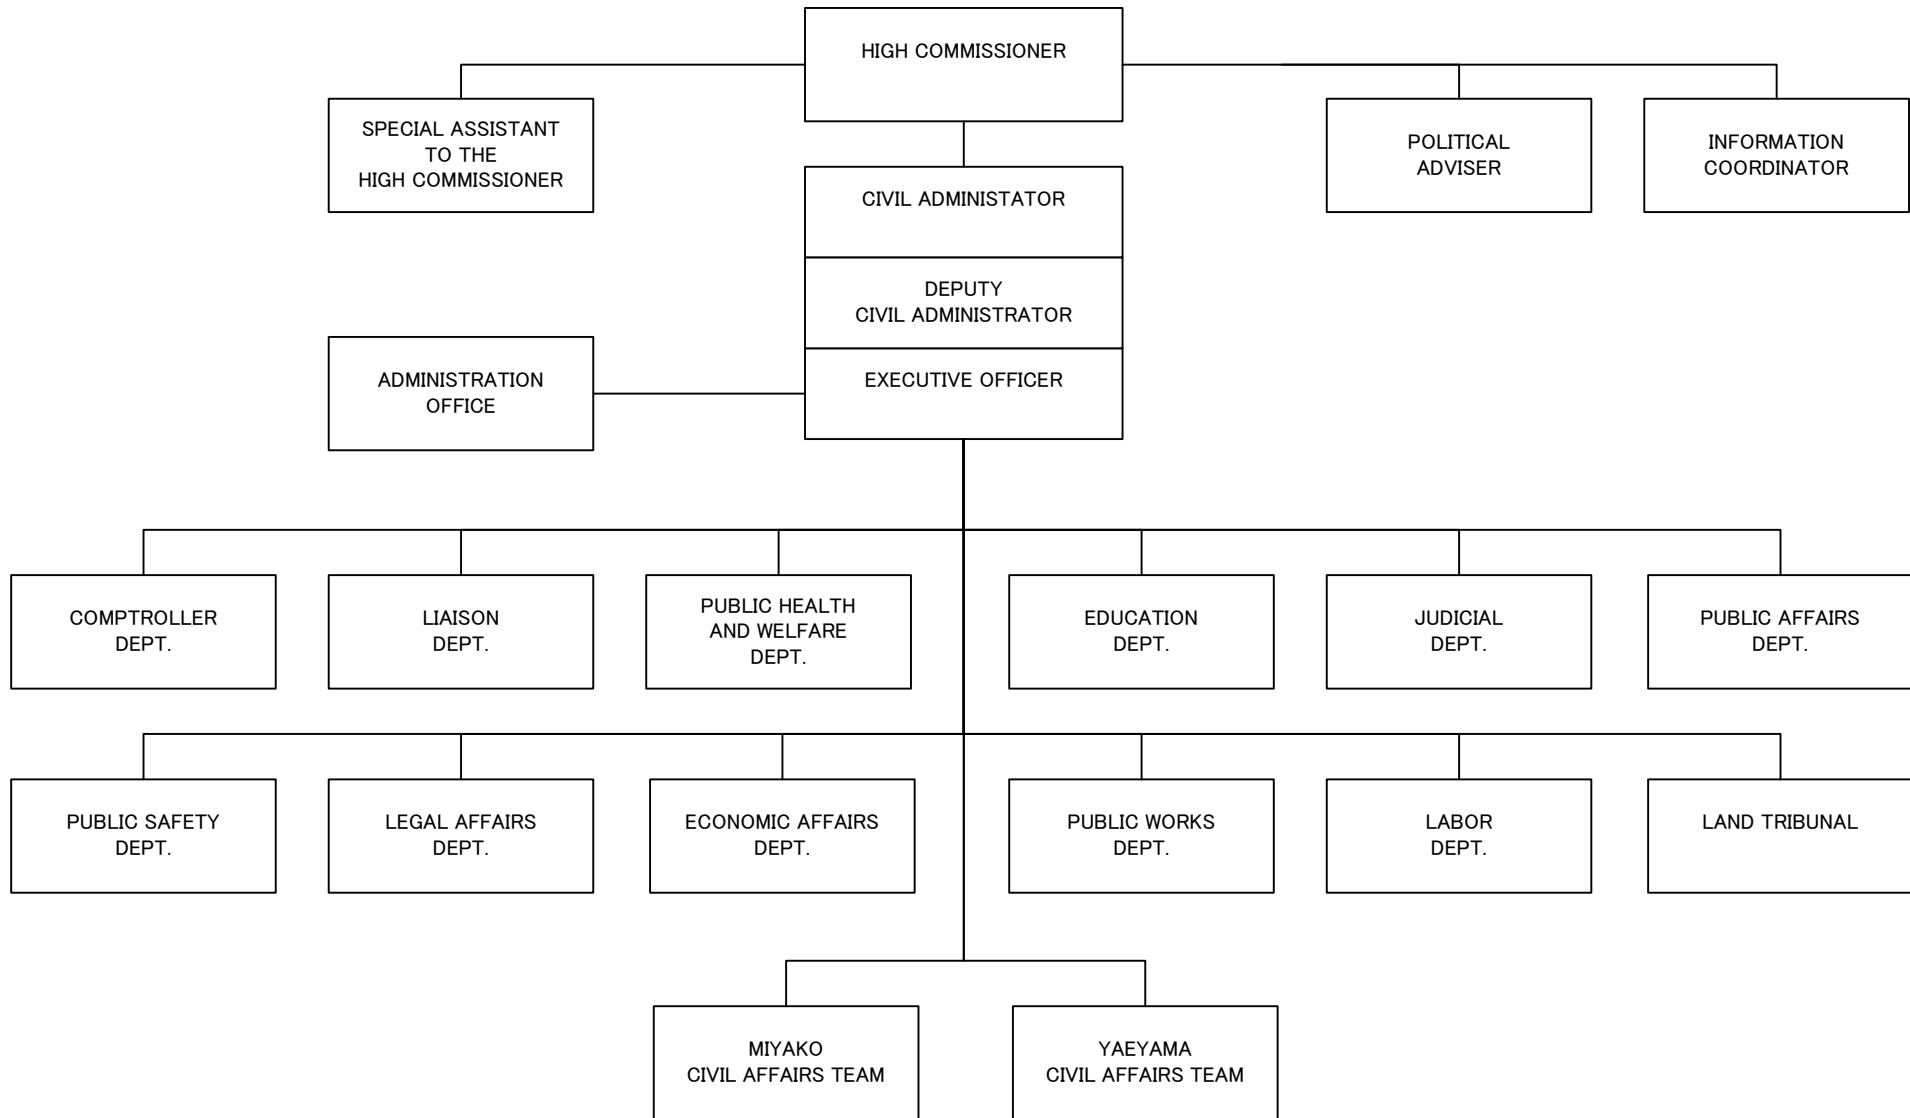 HIGH COMMISSIONER
SPECIAL ASSISTANT
TO THE
HIGH COMMISSIONER
POLITICAL
ADVISER
INFORMATION
COORDINATOR
CIVIL ADMINISTATOR
DEPUTY
CIVIL ADMINISTRATOR
ADMINISTRATION
OFFICE
EXECUTIVE OFFICER
COMPTROLLER
DEPT.
LIAISON
DEPT.
PUBLIC HEALTH
AND WELFARE
DEPT.
EDUCATION
DEPT.
JUDICIAL
DEPT.
PUBLIC AFFAIRS
DEPT.
PUBLIC SAFETY
DEPT.
LEGAL AFFAIRS
DEPT.
ECONOMIC AFFAIRS
DEPT.
PUBLIC WORKS
DEPT.
LABOR
DEPT.
LAND TRIBUNAL
MIYAKO
CIVIL AFFAIRS TEAM
YAEYAMA
CIVIL AFFAIRS TEAM